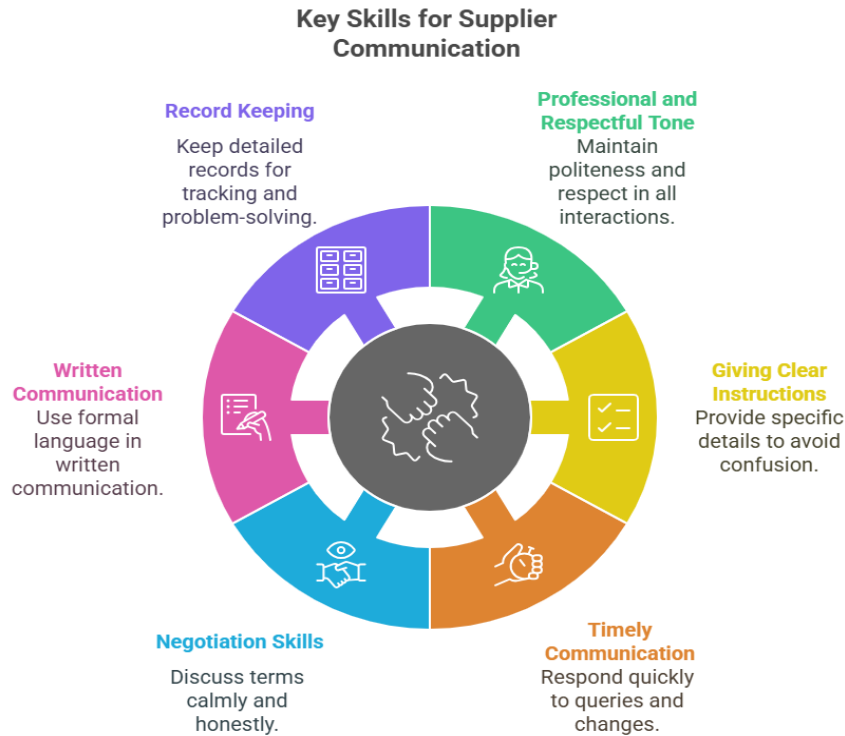 Key Skills for Supplier
Communication
Record Keeping
Keep detailed
records for
tracking and
problem-solving.
Professional and
Respectful Tone
Maintain
politeness and
respect in all
interactions.
Written
Communication
Use formal
language in
written
communication.
Giving Clear
Instructions
Provide specific
details to avoid
confusion.
Negotiation Skills
Discuss terms
calmly and
honestly.
Timely
Communication
Respond quickly
to queries and
changes.